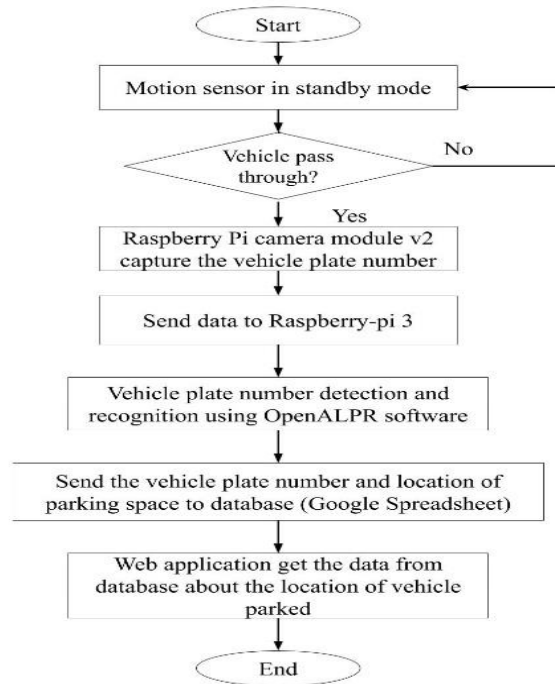 Start
Motion sensor in standby mode
Vehicle pass
through?
No
Yes
Raspberry Pi camera module v2
capture the vehicle plate number
Send data to Raspberry-pi 3
Vehicle plate number detection and
recognition using OpenALPR software
Send the vehicle plate number and location of
parking space to database (Google Spreadsheet)
Web application get the data from
database about the location of vehicle
parked
End